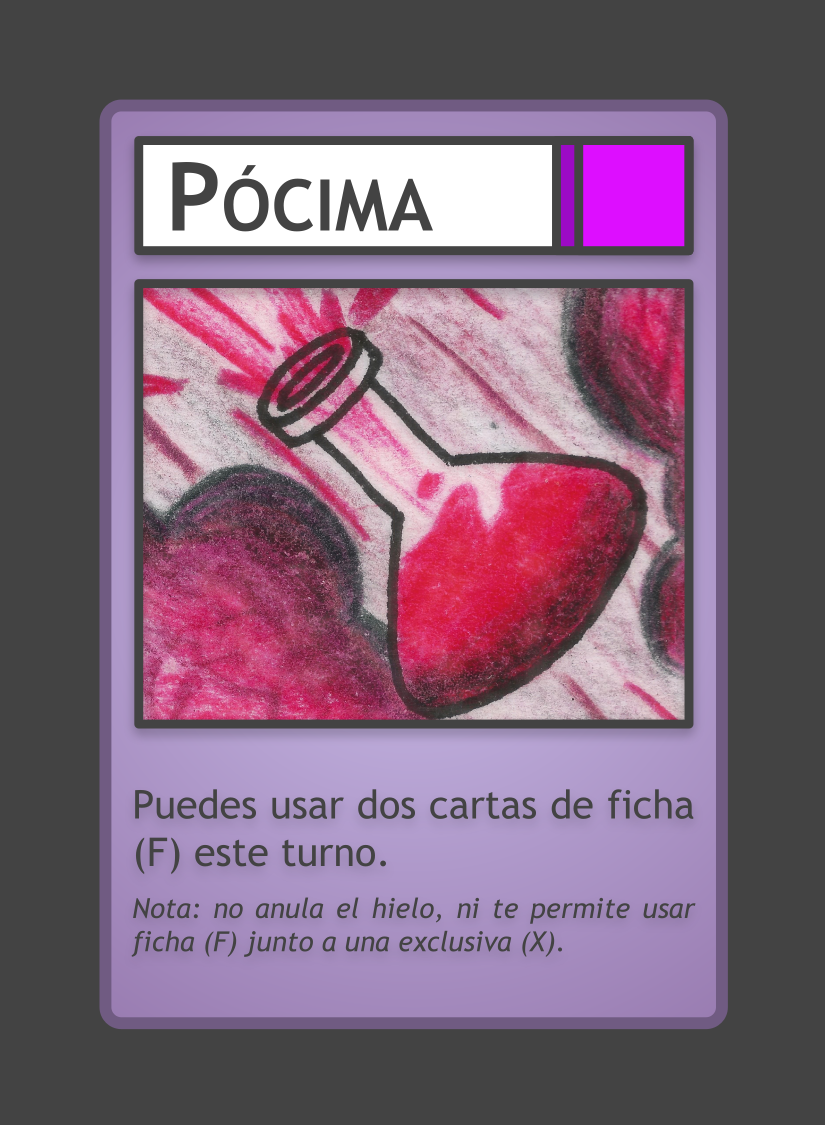 PÓCIMA
Puedes usar dos cartas de ficha
(F) este turno.
Nota: no anula el hielo, ni te permite usar
ficha (F) junto a una exclusiva (X).